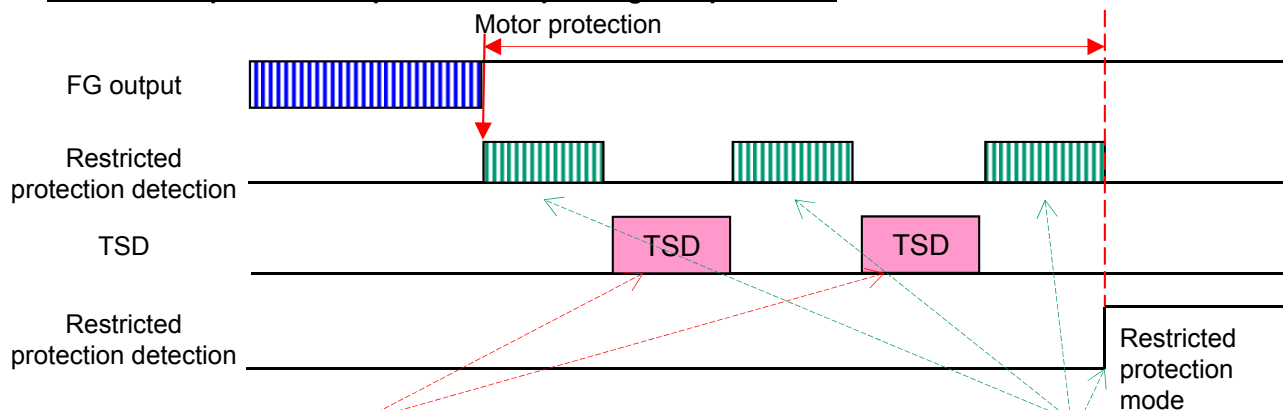 Motor protection
FG output
Restricted
protection detection
TSD
TSD
TSD
Restricted
protection detection
Restricted
protection
mode